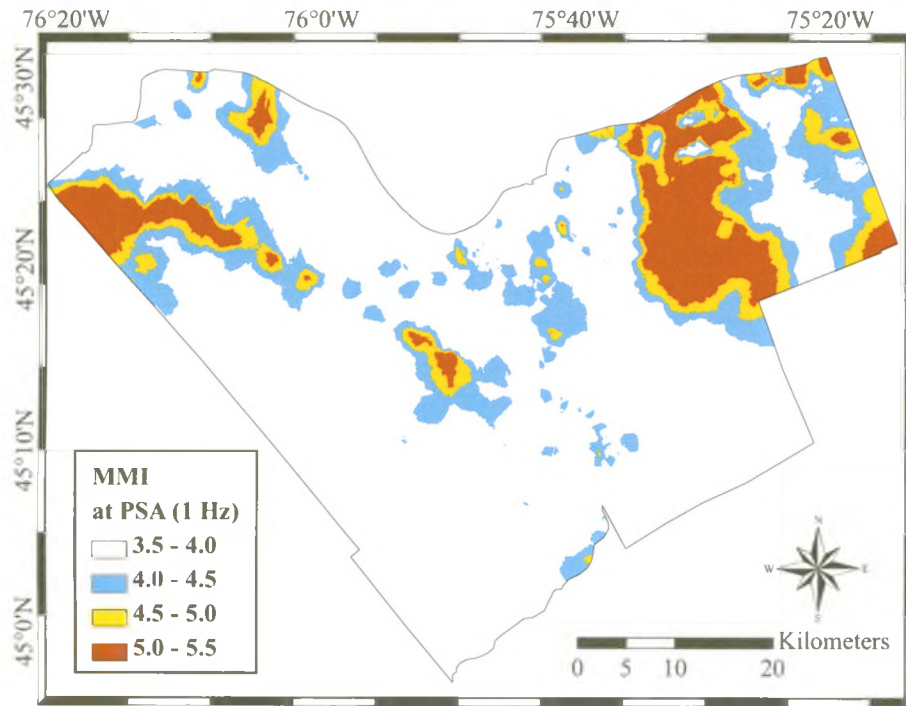 76°20'W 76°0'W 75°40'W 75°20'W
45°30'N
45°20'N
45°10'N
45°0'N
MMI
at PSA (1 Hz)
3.5 - 4.0
4.0 - 4.5
4.5 - 5.0
5.0 - 5.5
N
W E
S
Kilometers
0 5 10 20